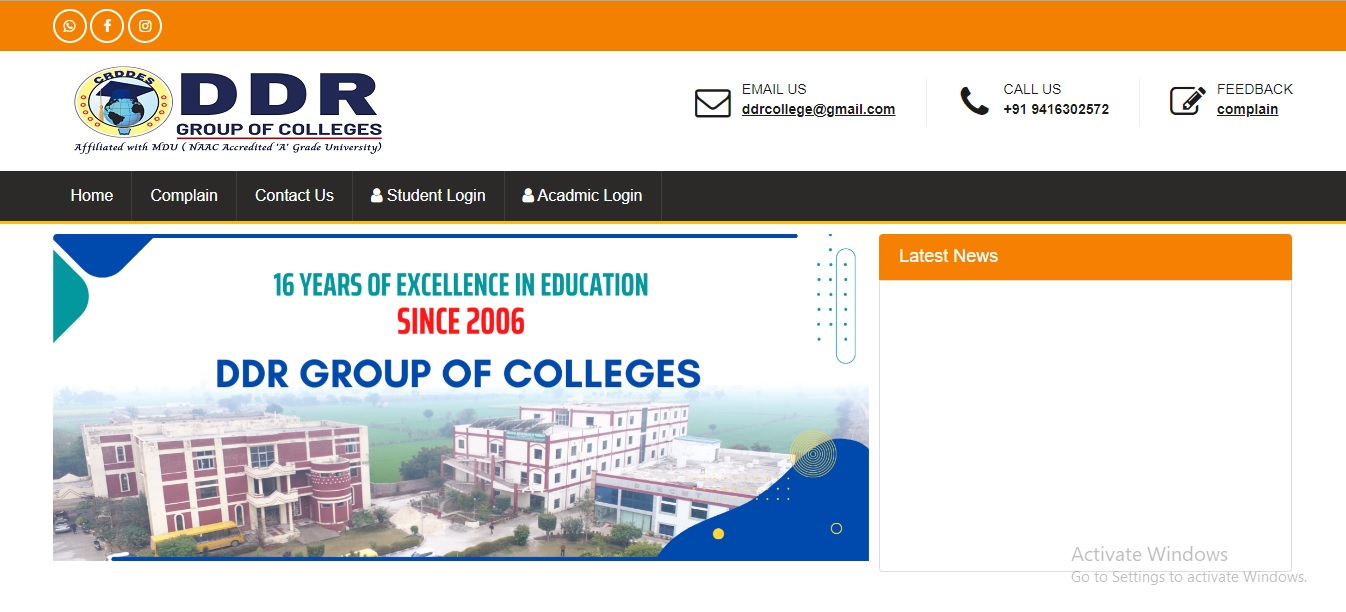 CBDDES
DDR
GROUP OF COLLEGES
Affiliated with MDU ( NAAC Accredited 'A' Grade University)
EMAIL US
ddrcollege@gmail.com
CALL US
+91 9416302572
FEEDBACK
complain
Home
Complain
Contact Us
Student Login
Acadmic Login
16 YEARS OF EXCELLENCE IN EDUCATION
SINCE 2006
DDR GROUP OF COLLEGES
Latest News
Activate Windows
Go to Settings to activate Windows.